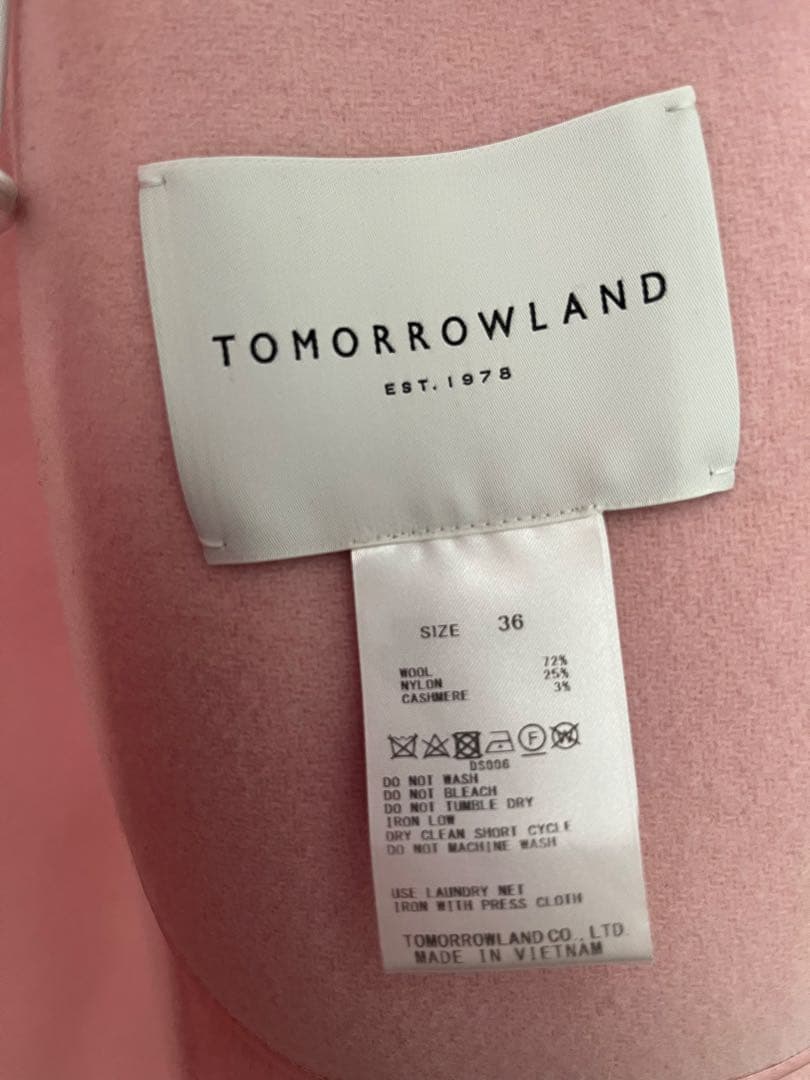 TOMORROWLAND
EST. 1978
SIZE 36
WOOL 72%
NYLON 25%
CASHMERE 3%
F W
DS006
DO NOT WASH
DO NOT BLEACH
DO NOT TUMBLE DRY
IRON LOW
DRY CLEAN SHORT CYCLE
DO NOT MACHINE WASH
USE LAUNDRY NET
IRON WITH PRESS CLOTH
TOMORROWLAND CO., LTD.
MADE IN VIETNAM